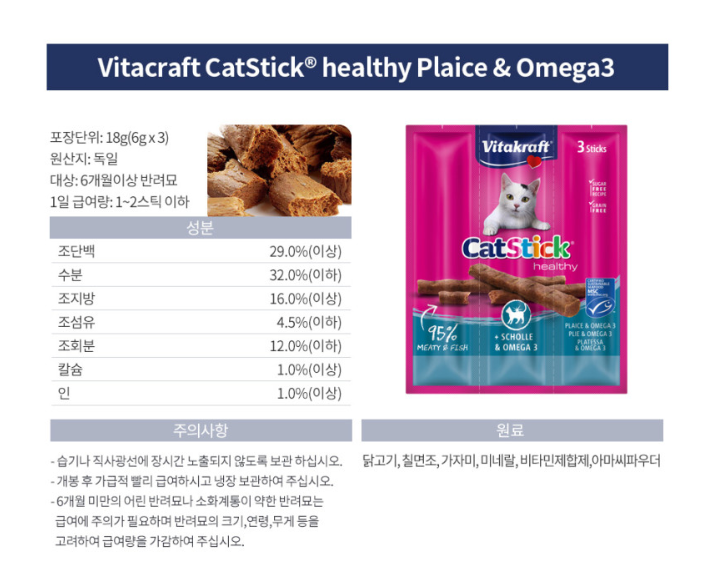 Vitacraft CatStick® healthy Plaice & Omega3
포장단위: 18g(6g x 3)
원산지: 독일
대상: 6개월이상 반려묘
1일 급여량: 1~2스틱 이하
성분
조단백 29.0%(이상)
수분 32.0%(이하)
조지방 16.0%(이상)
조섬유 4.5%(이하)
조회분 12.0%(이하)
칼슘 1.0%(이상)
인 1.0%(이상)
Vitakraft
3 Sticks
SUGAR
FREE
RECIPE
GRAIN
FREE
CatStick
healthy
95%
MEATY & FISH
+ SCHOLLE
& OMEGA 3
MSC
PLAICE & OMEGA 3
PLIE & OMEGA 3
PLATESSA
& OMEGA 3
주의사항
- 습기나 직사광선에 장시간 노출되지 않도록 보관 하십시오.
- 개봉 후 가급적 빨리 급여하시고 냉장 보관하여 주십시오.
- 6개월 미만의 어린 반려묘나 소화계통이 약한 반려묘는
급여에 주의가 필요하며 반려묘의 크기,연령,무게 등을
고려하여 급여량을 가감하여 주십시오.
원료
닭고기, 칠면조, 가자미, 미네랄, 비타민제합제,아마씨파우더